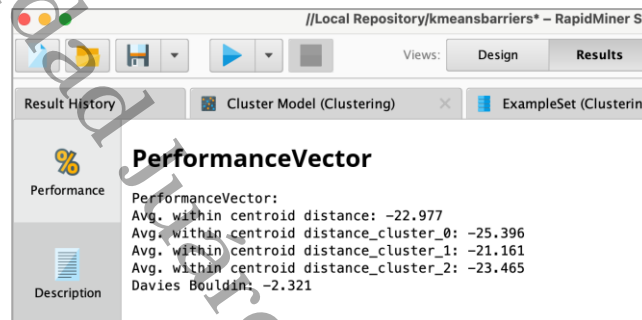 //Local Repository/kmeansbarriers* – RapidMiner S
Views: Design Results
Result History Cluster Model (Clustering) ExampleSet (Clusterin
%
Performance
Description
PerformanceVector
PerformanceVector:
Avg. within centroid distance: -22.977
Avg. within centroid distance_cluster_0: -25.396
Avg. within centroid distance_cluster_1: -21.161
Avg. within centroid distance_cluster_2: -23.465
Davies Bouldin: -2.321
dad Juáre